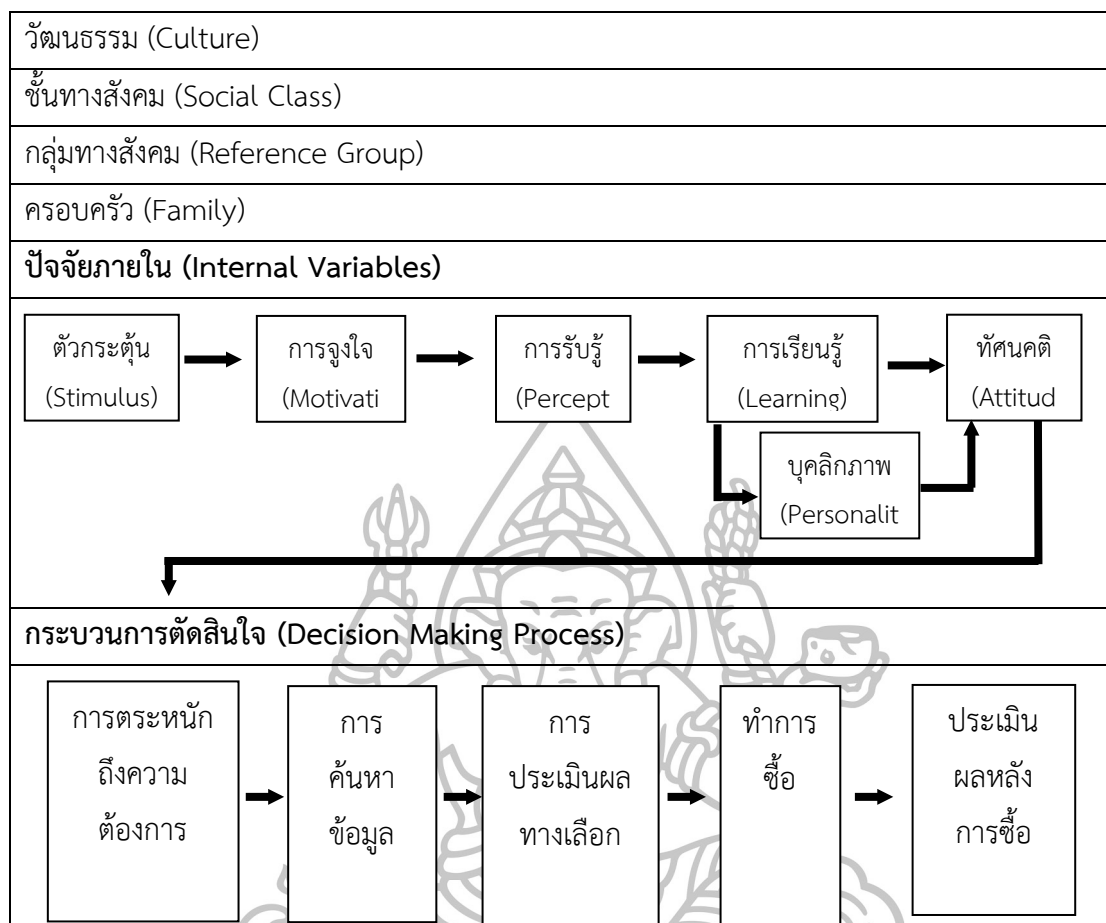 วัฒนธรรม (Culture)
ชั้นทางสังคม (Social Class)
กลุ่มทางสังคม (Reference Group)
ครอบครัว (Family)
ปัจจัยภายใน (Internal Variables)
ตัวกระตุ้น
(Stimulus)
การจูงใจ
(Motivati
การรับรู้
(Percept
การเรียนรู้
(Learning)
ทัศนคติ
(Attitud
บุคลิกภาพ
(Personalit
กระบวนการตัดสินใจ (Decision Making Process)
การตระหนัก
ถึงความ
ต้องการ
การ
ค้นหา
ข้อมูล
การ
ประเมินผล
ทางเลือก
ทำการ
ซื้อ
ประเมิน
ผลหลัง
การซื้อ